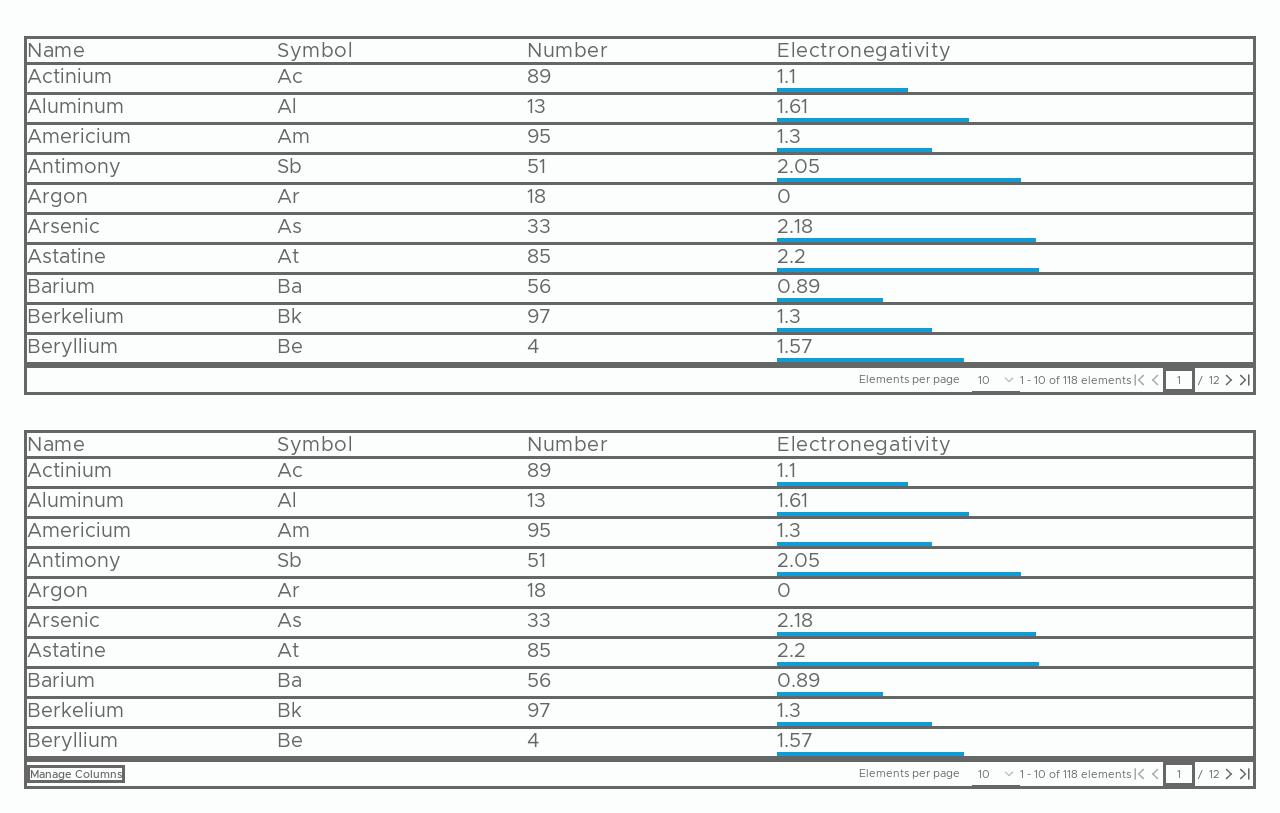 Name Symbol Number Electronegativity
Actinium Ac 89 1.1
Aluminum Al 13 1.61
Americium Am 95 1.3
Antimony Sb 51 2.05
Argon Ar 18 0
Arsenic As 33 2.18
Astatine At 85 2.2
Barium Ba 56 0.89
Berkelium Bk 97 1.3
Beryllium Be 4 1.57
Elements per page 10 1 - 10 of 118 elements 1 / 12
Name Symbol Number Electronegativity
Actinium Ac 89 1.1
Aluminum Al 13 1.61
Americium Am 95 1.3
Antimony Sb 51 2.05
Argon Ar 18 0
Arsenic As 33 2.18
Astatine At 85 2.2
Barium Ba 56 0.89
Berkelium Bk 97 1.3
Beryllium Be 4 1.57
Manage Columns Elements per page 10 1 - 10 of 118 elements 1 / 12